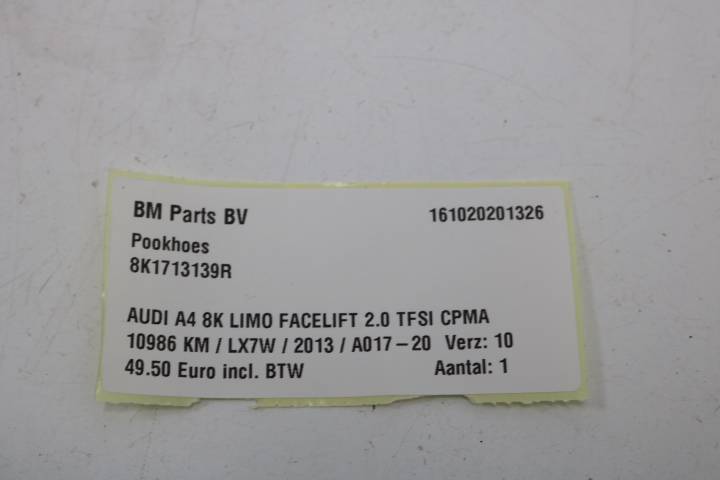 BM Parts BV 161020201326
Pookhoes
8K1713139R
AUDI A4 8K LIMO FACELIFT 2.0 TFSI CPMA
10986 KM / LX7W / 2013 / A017-20 Verz: 10
49.50 Euro incl. BTW Aantal: 1